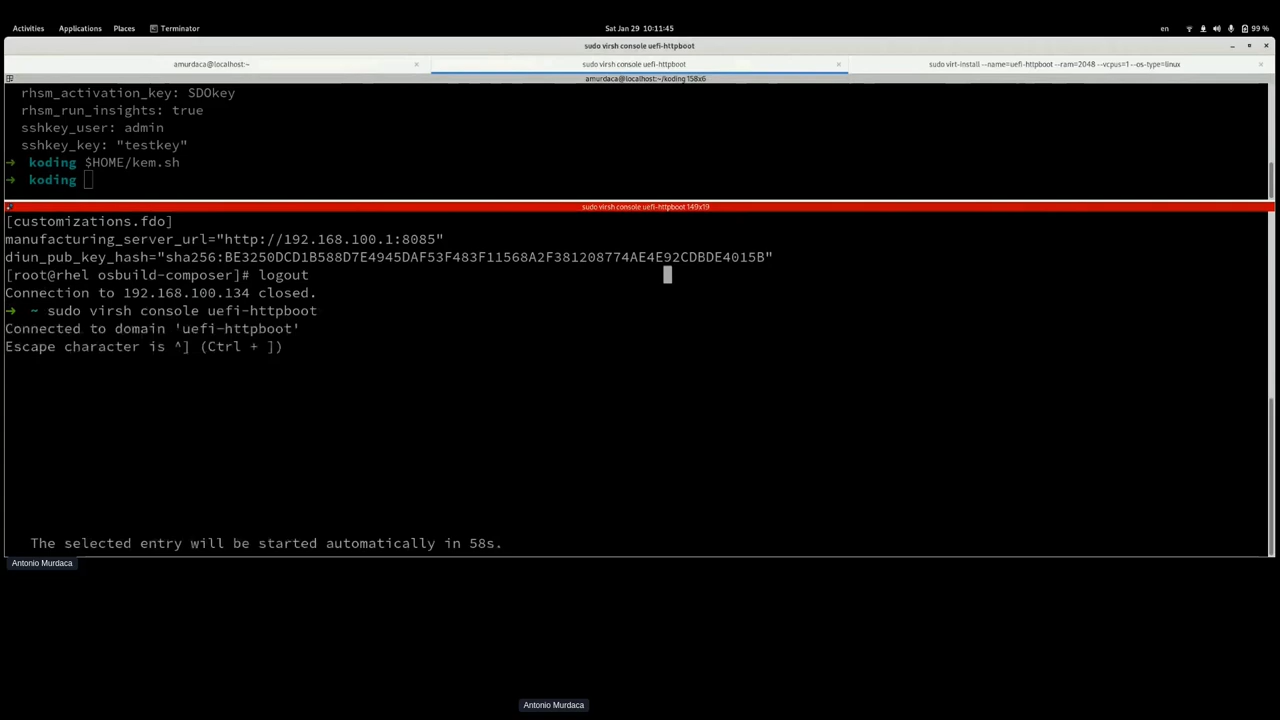 Activities Applications Places Terminator Sat Jan 29 10:11:45 en 99 %
sudo virsh console uefi-httpboot
amurdaca@localhost:~ × sudo virsh console uefi-httpboot × sudo virt-install --name=uefi-httpboot --ram=2048 --vcpus=1 --os-type=linux ×
amurdaca@localhost:~/koding 158x6
rhsm_activation_key: SDOkey
rhsm_run_insights: true
sshkey_user: admin
sshkey_key: "testkey"
→ koding $HOME/kem.sh
→ koding
sudo virsh console uefi-httpboot 149x19
[customizations.fdo]
manufacturing_server_url="http://192.168.100.1:8085"
diun_pub_key_hash="sha256:BE3250DCD1B588D7E4945DAF53F483F11568A2F381208774AE4E92CDBDE4015B"
[root@rhel osbuild-composer]# logout
Connection to 192.168.100.134 closed.
→ ~ sudo virsh console uefi-httpboot
Connected to domain 'uefi-httpboot'
Escape character is ^] (Ctrl + ])
The selected entry will be started automatically in 58s.
Antonio Murdaca
Antonio Murdaca